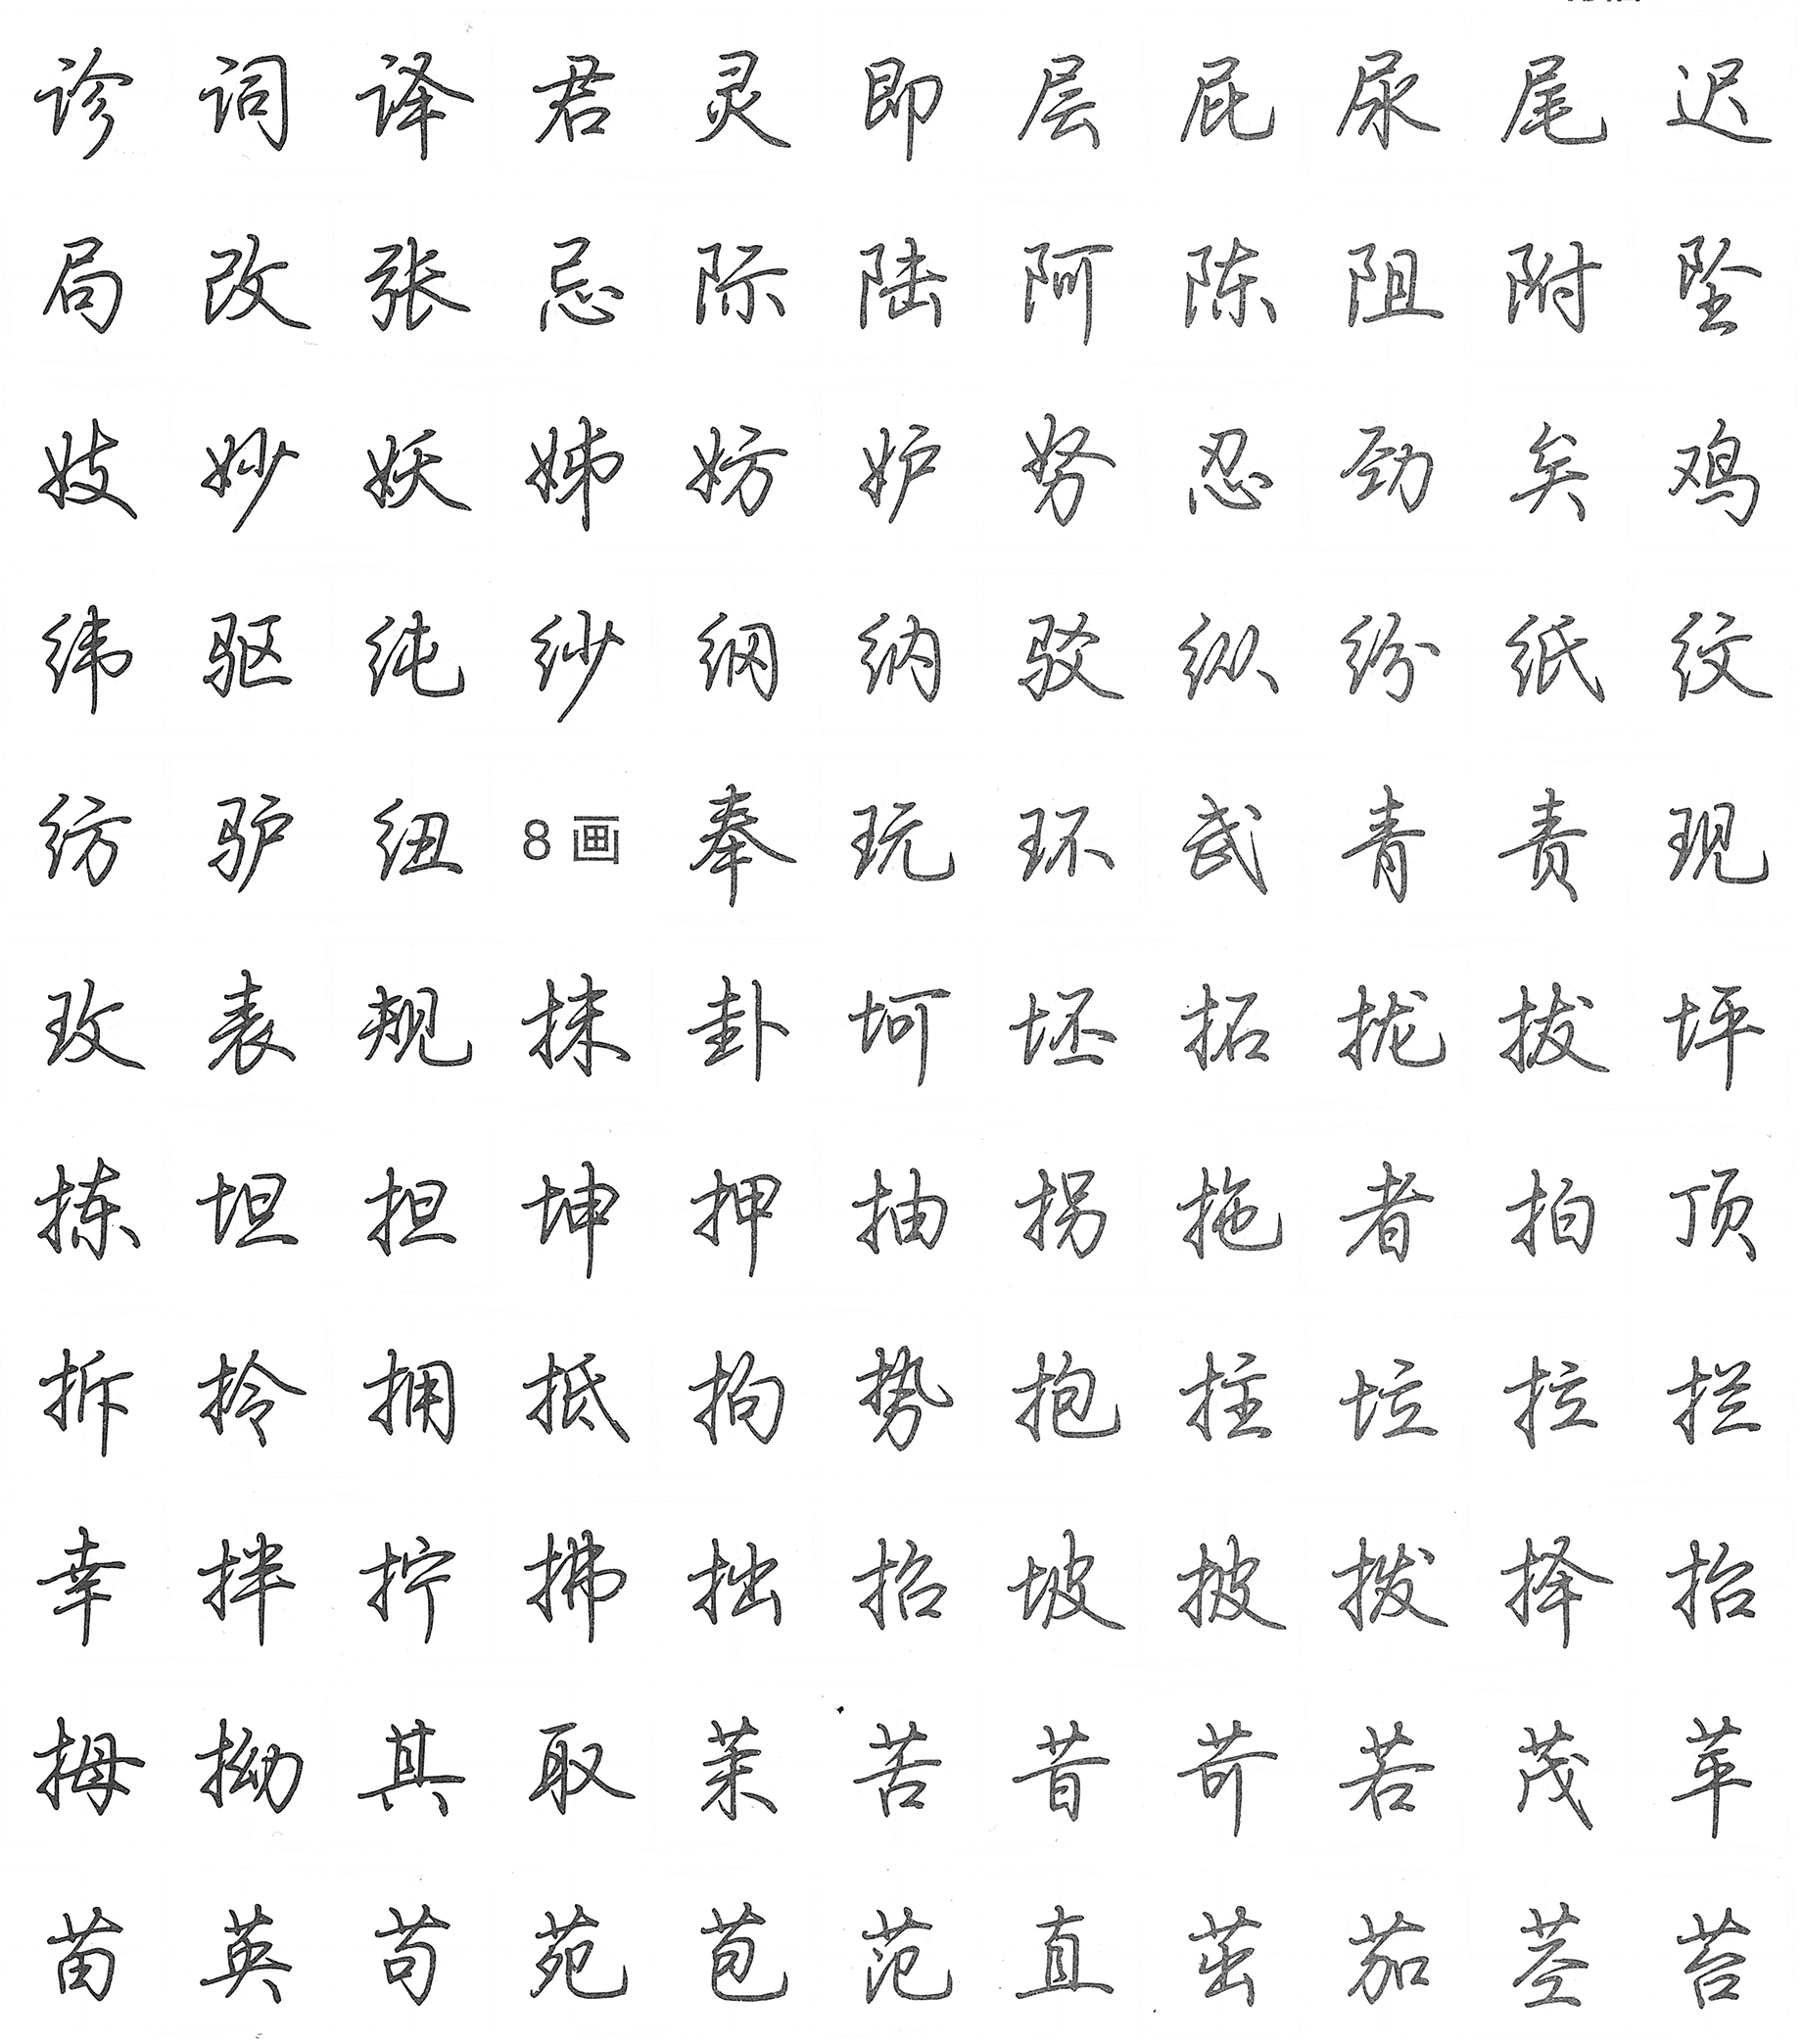 诊 词 译 君 灵 即 层 屁 尿 尾 迟
局 改 张 忌 际 陆 阿 陈 阻 附 坠
妓 妙 妖 姊 妨 妒 努 忍 劲 矣 鸡
纬 驱 纯 纱 纲 纳 驳 纵 纷 纸 纹
纺 驴 纽 8画 奉 玩 环 武 青 责 现
玫 表 规 抹 卦 坷 坯 拓 拢 拔 坪
拣 坦 担 坤 押 抽 拐 拖 者 拍 顶
拆 拎 拥 抵 拘 势 抱 拄 垃 拉 拦
幸 拌 拧 拂 拙 招 坡 披 拨 择 抬
拇 拗 其 取 茉 苦 昔 苛 若 茂 苹
苗 英 苟 苑 苞 范 直 茁 茄 茎 苔